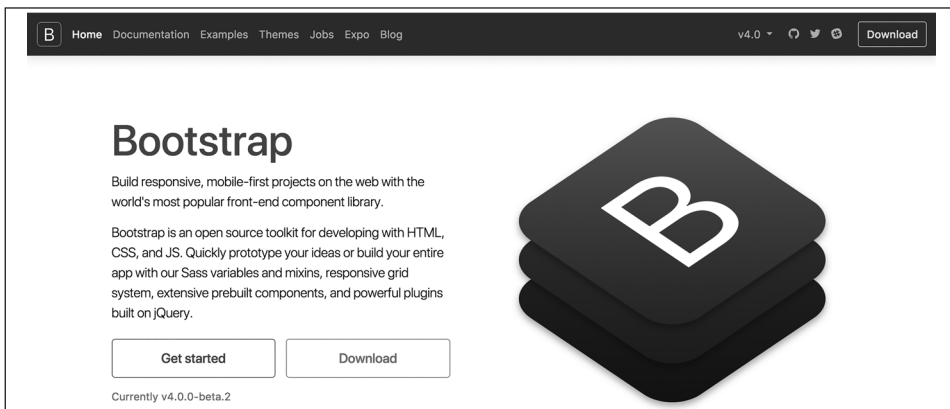 B Home Documentation Examples Themes Jobs Expo Blog v4.0 Download
Bootstrap
Build responsive, mobile-first projects on the web with the
world's most popular front-end component library.
Bootstrap is an open source toolkit for developing with HTML,
CSS, and JS. Quickly prototype your ideas or build your entire
app with our Sass variables and mixins, responsive grid
system, extensive prebuilt components, and powerful plugins
built on jQuery.
Get started Download
Currently v4.0.0-beta.2
B